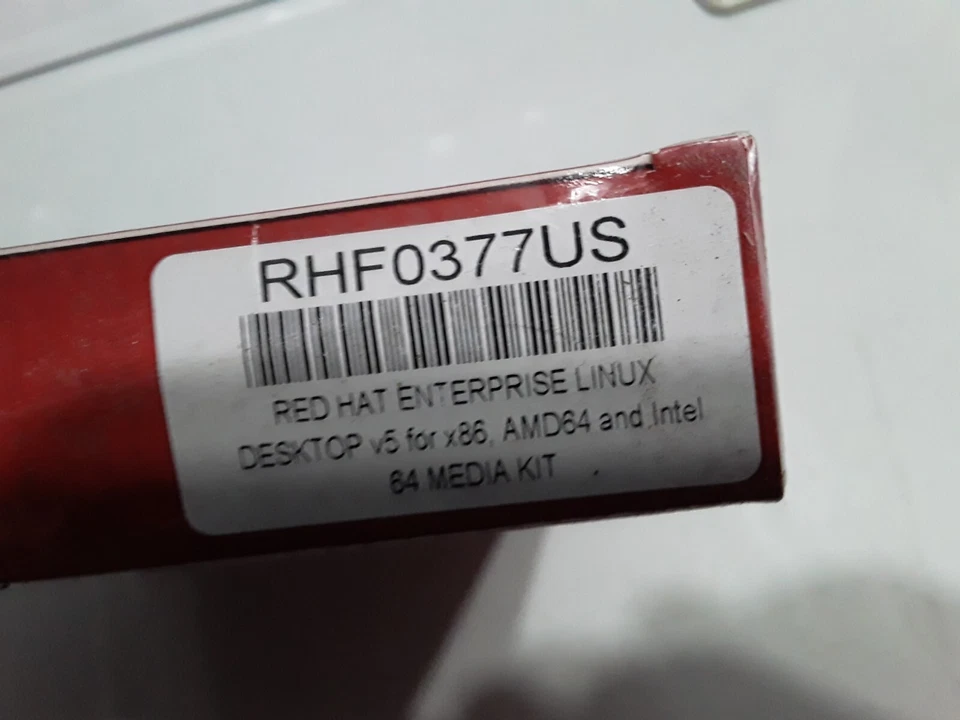 RHF0377US
RED HAT ENTERPRISE LINUX
DESKTOP v5 for x86, AMD64 and Intel
64 MEDIA KIT